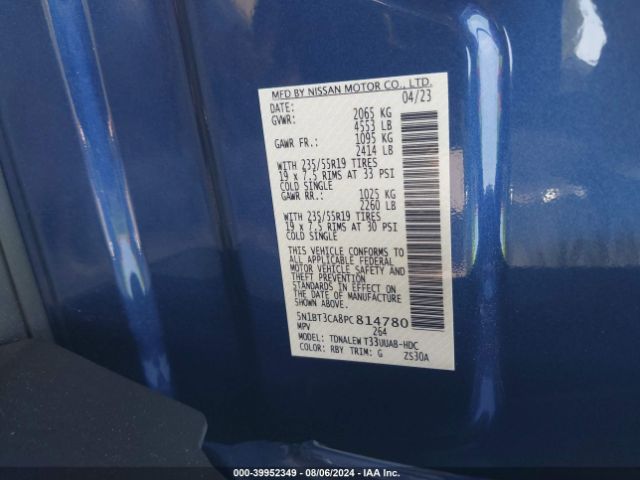 MFD BY NISSAN MOTOR CO., LTD.
DATE: 04/23
GVWR: 2065 KG
4553 LB
GAWR FR.: 1095 KG
2414 LB
WITH 235/55R19 TIRES
19 x 7.5 RIMS AT 33 PSI
COLD SINGLE
GAWR RR.: 1025 KG
2260 LB
WITH 235/55R19 TIRES
19 x 7.5 RIMS AT 30 PSI
COLD SINGLE
THIS VEHICLE CONFORMS TO
ALL APPLICABLE FEDERAL
MOTOR VEHICLE SAFETY AND
THEFT PREVENTION
STANDARDS IN EFFECT ON
THE DATE OF MANUFACTURE
SHOWN ABOVE.
5N1BT3CA8PC814780
MPV 264
MODEL: TDNALEW T33UUA8-HDC
COLOR: RBY TRIM: G ZS30A
000-39952349 - 08/06/2024 - IAA Inc.